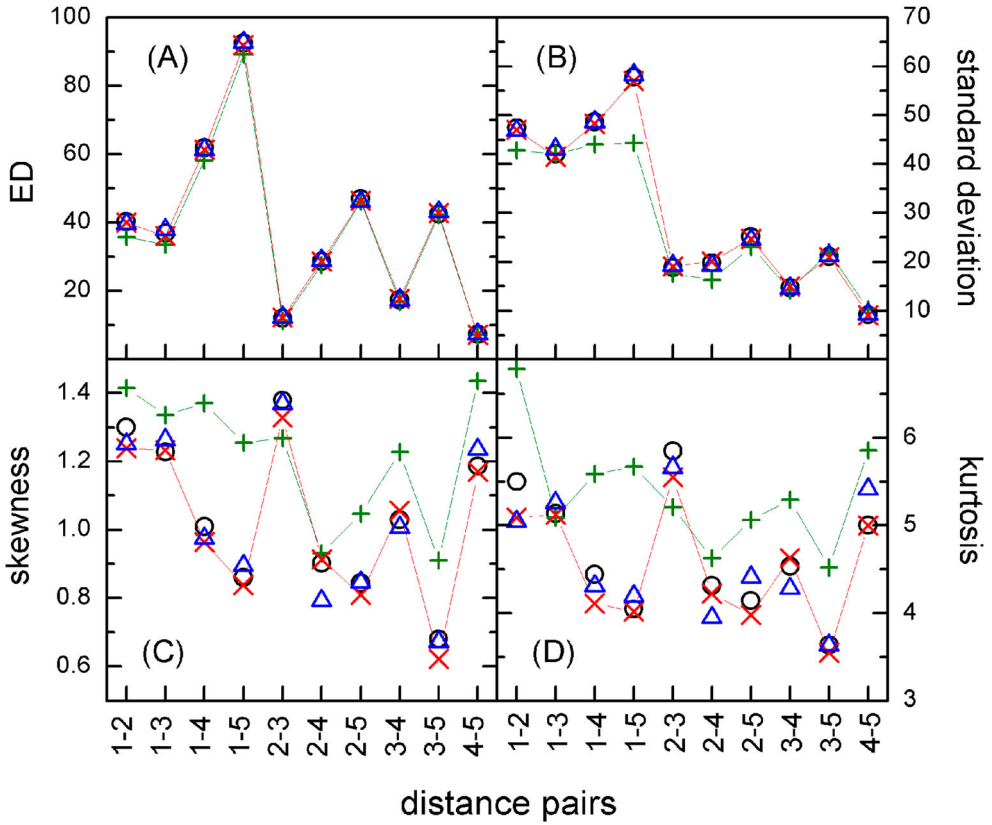 100
80
60
40
20
ED
(A)
(B)
70
60
50
40
30
20
10
standard deviation
1.4
1.2
1.0
0.8
0.6
skewness
(C)
(D)
6
5
4
3
kurtosis
1-2 1-3 1-4 1-5 2-3 2-4 2-5 3-4 3-5 4-5
1-2 1-3 1-4 1-5 2-3 2-4 2-5 3-4 3-5 4-5
distance pairs